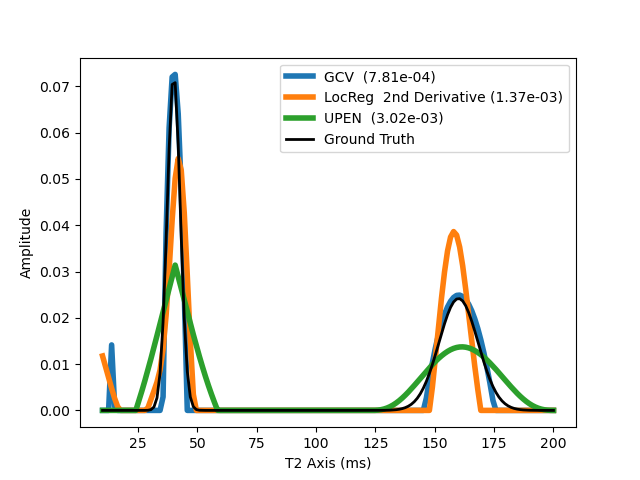 GCV  (7.81e-04)
LocReg  2nd Derivative (1.37e-03)
UPEN  (3.02e-03)
Ground Truth
0.07
0.06
0.05
0.04
0.03
0.02
0.01
0.00
Amplitude
25 50 75 100 125 150 175 200
T2 Axis (ms)